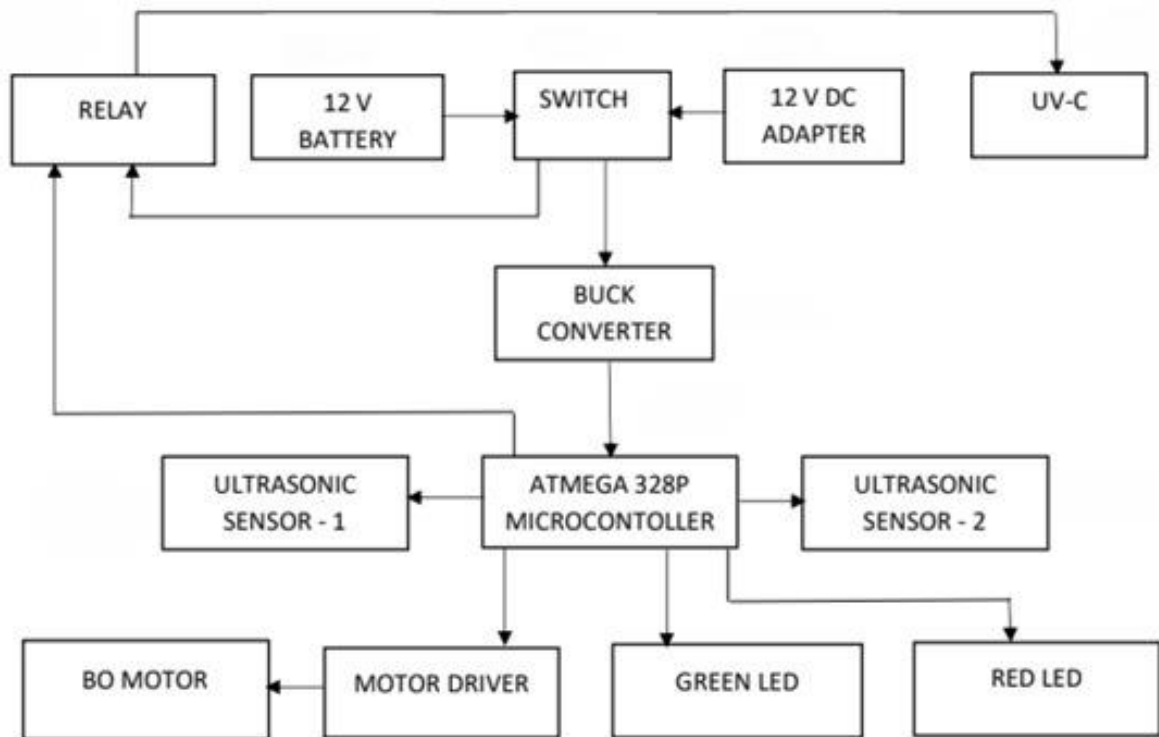 RELAY
12 V
BATTERY
SWITCH
12 V DC
ADAPTER
UV-C
BUCK
CONVERTER
ULTRASONIC
SENSOR - 1
ATMEGA 328P
MICROCONTOLLER
ULTRASONIC
SENSOR - 2
BO MOTOR
MOTOR DRIVER
GREEN LED
RED LED